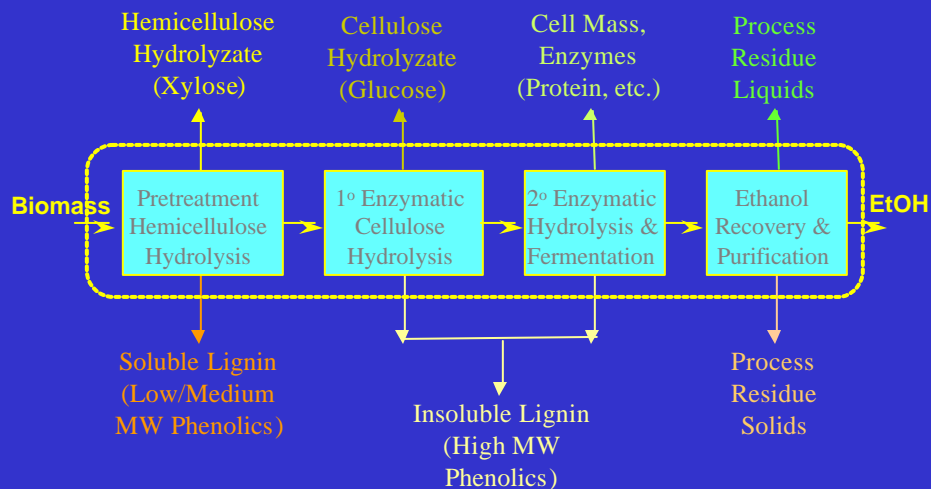 Hemicellulose
Hydrolyzate
(Xylose)
Cellulose
Hydrolyzate
(Glucose)
Cell Mass,
Enzymes
(Protein, etc.)
Process
Residue
Liquids
Biomass
Pretreatment
Hemicellulose
Hydrolysis
1º Enzymatic
Cellulose
Hydrolysis
2º Enzymatic
Hydrolysis &
Fermentation
Ethanol
Recovery &
Purification
EtOH
Soluble Lignin
(Low/Medium
MW Phenolics)
Insoluble Lignin
(High MW
Phenolics)
Process
Residue
Solids